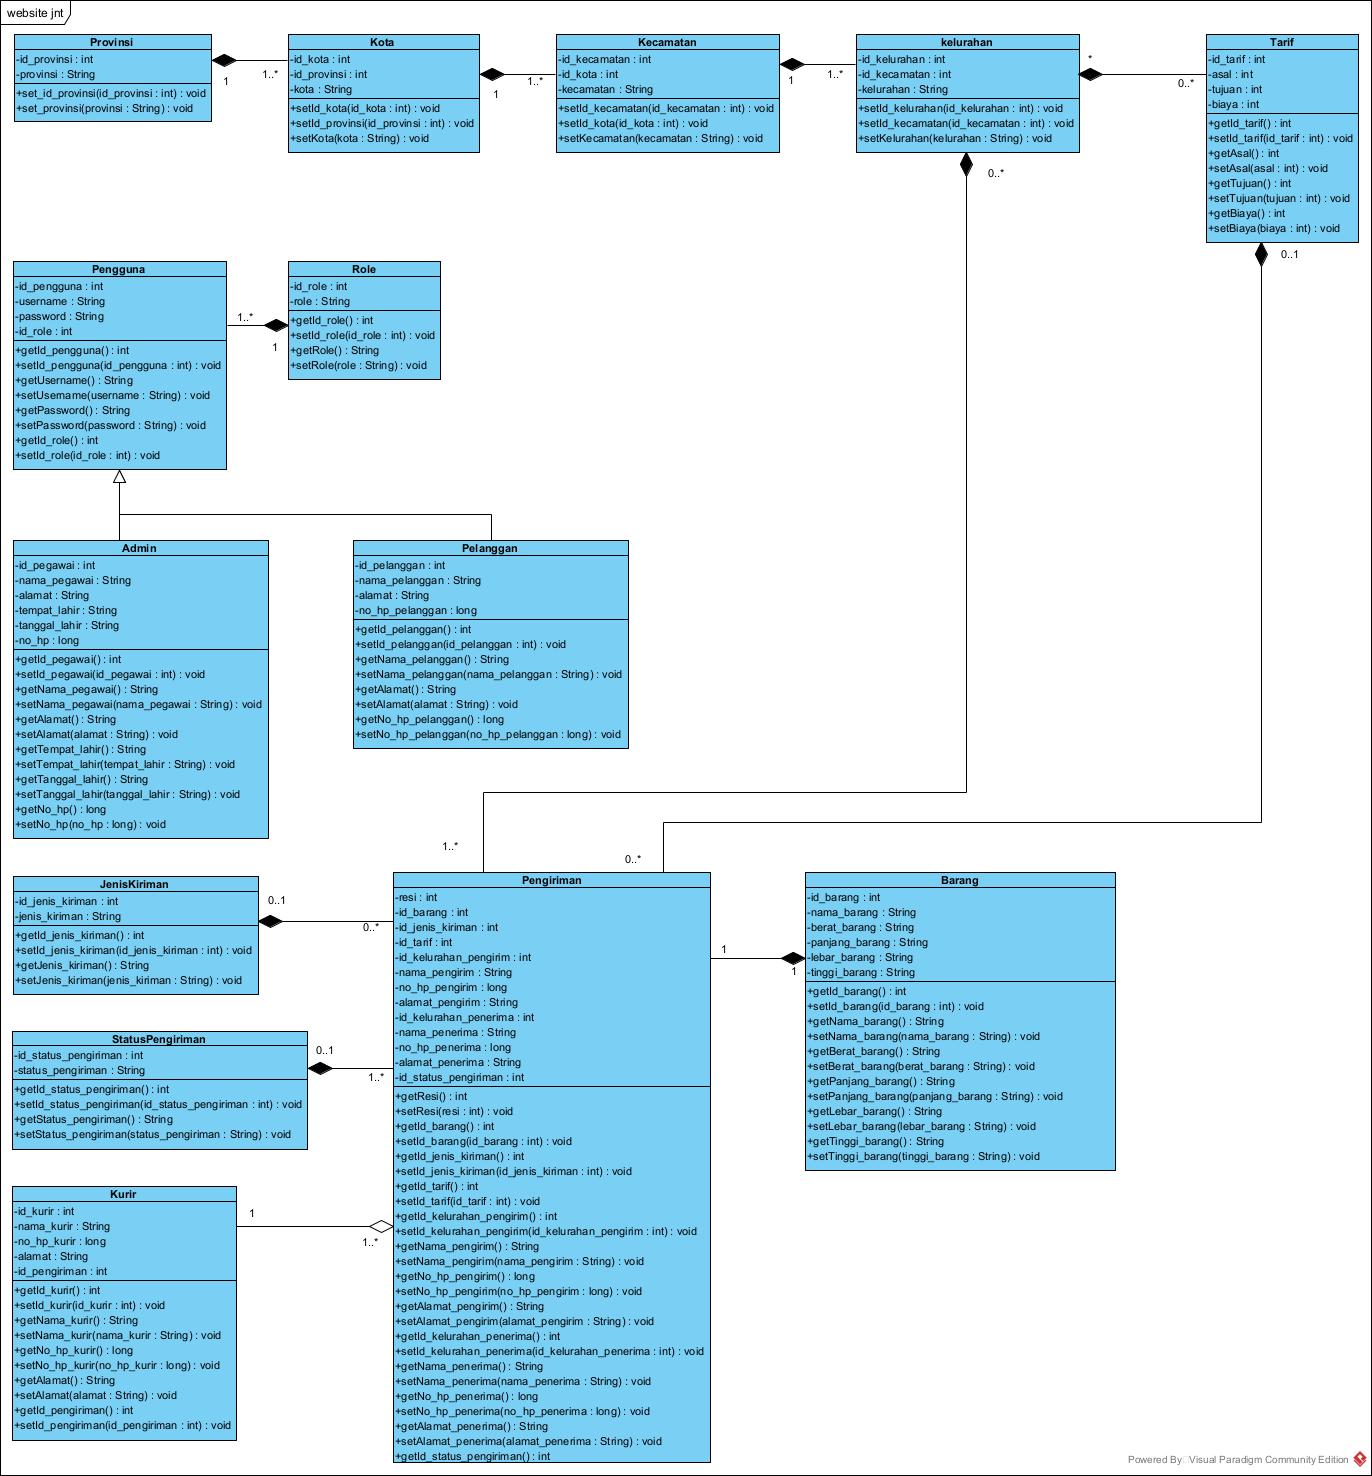 website jnt
Provinsi
-id_provinsi : int
-provinsi : String
+set_id_provinsi(id_provinsi : int) : void
+set_provinsi(provinsi : String) : void
1
1..*
Kota
-id_kota : int
-id_provinsi : int
-kota : String
+setId_kota(id_kota : int) : void
+setId_provinsi(id_provinsi : int) : void
+setKota(kota : String) : void
1
1..*
Kecamatan
-id_kecamatan : int
-id_kota : int
-kecamatan : String
+setId_kecamatan(id_kecamatan : int) : void
+setId_kota(id_kota : int) : void
+setKecamatan(kecamatan : String) : void
1
1..*
kelurahan
-id_kelurahan : int
-id_kecamatan : int
-kelurahan : String
+setId_kelurahan(id_kelurahan : int) : void
+setId_kecamatan(id_kecamatan : int) : void
+setKelurahan(kelurahan : String) : void
*
0..*
0..*
Tarif
-id_tarif : int
-asal : int
-tujuan : int
-biaya : int
+getId_tarif() : int
+setId_tarif(id_tarif : int) : void
+getAsal() : int
+setAsal(asal : int) : void
+getTujuan() : int
+setTujuan(tujuan : int) : void
+getBiaya() : int
+setBiaya(biaya : int) : void
0..1
Pengguna
-id_pengguna : int
-username : String
-password : String
-id_role : int
+getId_pengguna() : int
+setId_pengguna(id_pengguna : int) : void
+getUsername() : String
+setUsername(username : String) : void
+getPassword() : String
+setPassword(password : String) : void
+getId_role() : int
+setId_role(id_role : int) : void
1..*
1
Role
-id_role : int
-role : String
+getId_role() : int
+setId_role(id_role : int) : void
+getRole() : String
+setRole(role : String) : void
Admin
-id_pegawai : int
-nama_pegawai : String
-alamat : String
-tempat_lahir : String
-tanggal_lahir : String
-no_hp : long
+getId_pegawai() : int
+setId_pegawai(id_pegawai : int) : void
+getNama_pegawai() : String
+setNama_pegawai(nama_pegawai : String) : void
+getAlamat() : String
+setAlamat(alamat : String) : void
+getTempat_lahir() : String
+setTempat_lahir(tempat_lahir : String) : void
+getTanggal_lahir() : String
+setTanggal_lahir(tanggal_lahir : String) : void
+getNo_hp() : long
+setNo_hp(no_hp : long) : void
Pelanggan
-id_pelanggan : int
-nama_pelanggan : String
-alamat : String
-no_hp_pelanggan : long
+getId_pelanggan() : int
+setId_pelanggan(id_pelanggan : int) : void
+getNama_pelanggan() : String
+setNama_pelanggan(nama_pelanggan : String) : void
+getAlamat() : String
+setAlamat(alamat : String) : void
+getNo_hp_pelanggan() : long
+setNo_hp_pelanggan(no_hp_pelanggan : long) : void
1..*
0..*
JenisKiriman
-id_jenis_kiriman : int
-jenis_kiriman : String
+getId_jenis_kiriman() : int
+setId_jenis_kiriman(id_jenis_kiriman : int) : void
+getJenis_kiriman() : String
+setJenis_kiriman(jenis_kiriman : String) : void
0..1
0..*
StatusPengiriman
-id_status_pengiriman : int
-status_pengiriman : String
+getId_status_pengiriman() : int
+setId_status_pengiriman(id_status_pengiriman : int) : void
+getStatus_pengiriman() : String
+setStatus_pengiriman(status_pengiriman : String) : void
0..1
1..*
Kurir
-id_kurir : int
-nama_kurir : String
-no_hp_kurir : long
-alamat : String
-id_pengiriman : int
+getId_kurir() : int
+setId_kurir(id_kurir : int) : void
+getNama_kurir() : String
+setNama_kurir(nama_kurir : String) : void
+getNo_hp_kurir() : long
+setNo_hp_kurir(no_hp_kurir : long) : void
+getAlamat() : String
+setAlamat(alamat : String) : void
+getId_pengiriman() : int
+setId_pengiriman(id_pengiriman : int) : void
1
1..*
Pengiriman
-resi : int
-id_barang : int
-id_jenis_kiriman : int
-id_tarif : int
-id_kelurahan_pengirim : int
-nama_pengirim : String
-no_hp_pengirim : long
-alamat_pengirim : String
-id_kelurahan_penerima : int
-nama_penerima : String
-no_hp_penerima : long
-alamat_penerima : String
-id_status_pengiriman : int
+getResi() : int
+setResi(resi : int) : void
+getId_barang() : int
+setId_barang(id_barang : int) : void
+getId_jenis_kiriman() : int
+setId_jenis_kiriman(id_jenis_kiriman : int) : void
+getId_tarif() : int
+setId_tarif(id_tarif : int) : void
+getId_kelurahan_pengirim() : int
+setId_kelurahan_pengirim(id_kelurahan_pengirim : int) : void
+getNama_pengirim() : String
+setNama_pengirim(nama_pengirim : String) : void
+getNo_hp_pengirim() : long
+setNo_hp_pengirim(no_hp_pengirim : long) : void
+getAlamat_pengirim() : String
+setAlamat_pengirim(alamat_pengirim : String) : void
+getId_kelurahan_penerima() : int
+setId_kelurahan_penerima(id_kelurahan_penerima : int) : void
+getNama_penerima() : String
+setNama_penerima(nama_penerima : String) : void
+getNo_hp_penerima() : long
+setNo_hp_penerima(no_hp_penerima : long) : void
+getAlamat_penerima() : String
+setAlamat_penerima(alamat_penerima : String) : void
+getId_status_pengiriman() : int
1
1
Barang
-id_barang : int
-nama_barang : String
-berat_barang : String
-panjang_barang : String
-lebar_barang : String
-tinggi_barang : String
+getId_barang() : int
+setId_barang(id_barang : int) : void
+getNama_barang() : String
+setNama_barang(nama_barang : String) : void
+getBerat_barang() : String
+setBerat_barang(berat_barang : String) : void
+getPanjang_barang() : String
+setPanjang_barang(panjang_barang : String) : void
+getLebar_barang() : String
+setLebar_barang(lebar_barang : String) : void
+getTinggi_barang() : String
+setTinggi_barang(tinggi_barang : String) : void
Powered By Visual Paradigm Community Edition